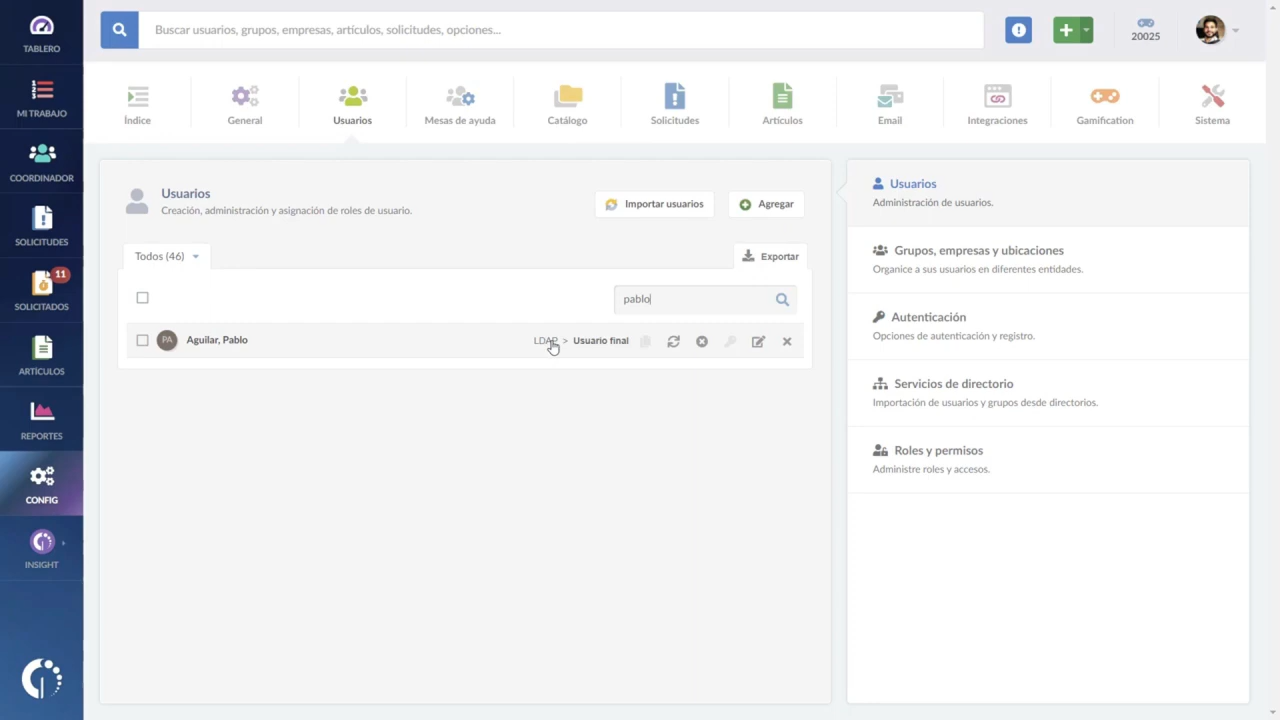 TABLERO
MI TRABAJO
COORDINADOR
SOLICITUDES
11
SOLICITADOS
ARTÍCULOS
REPORTES
CONFIG
INSIGHT
Buscar usuarios, grupos, empresas, artículos, solicitudes, opciones...
20025
Índice
General
Usuarios
Mesas de ayuda
Catálogo
Solicitudes
Artículos
Email
Integraciones
Gamification
Sistema
Usuarios
Creación, administración y asignación de roles de usuario.
Importar usuarios
Agregar
Todos (46)
Exportar
pablo
PA
Aguilar, Pablo
LDAP > Usuario final
Usuarios
Administración de usuarios.
Grupos, empresas y ubicaciones
Organice a sus usuarios en diferentes entidades.
Autenticación
Opciones de autenticación y registro.
Servicios de directorio
Importación de usuarios y grupos desde directorios.
Roles y permisos
Administre roles y accesos.